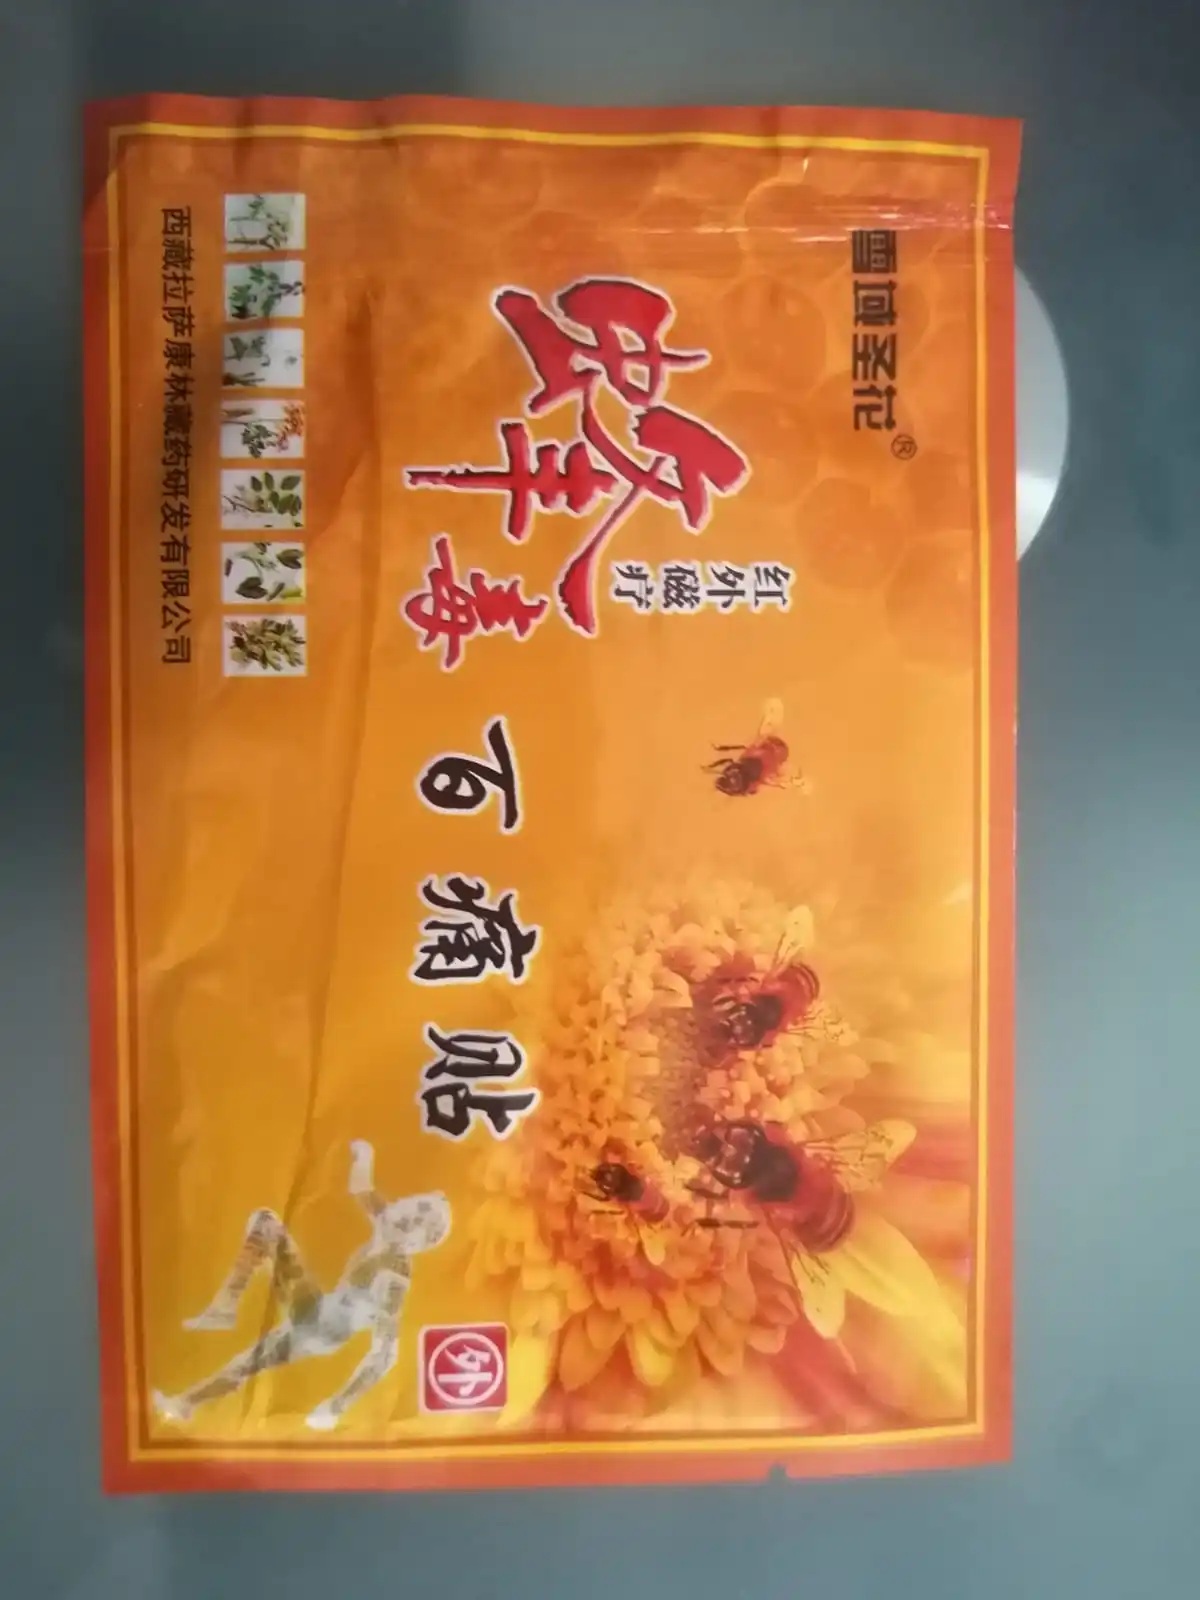 雪域圣花®
红外磁疗
蜂毒百痛贴
外
西藏拉萨康林藏药研发有限公司